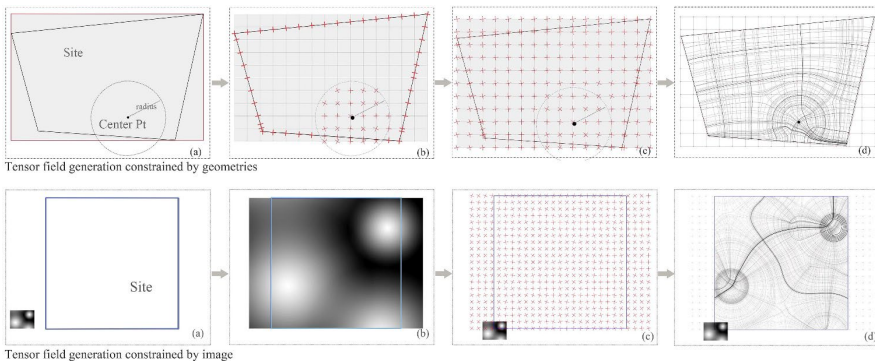 Site
radius
Center Pt
(a)
(b)
(c)
(d)
Tensor field generation constrained by geometries
Site
(a)
(b)
(c)
(d)
Tensor field generation constrained by image